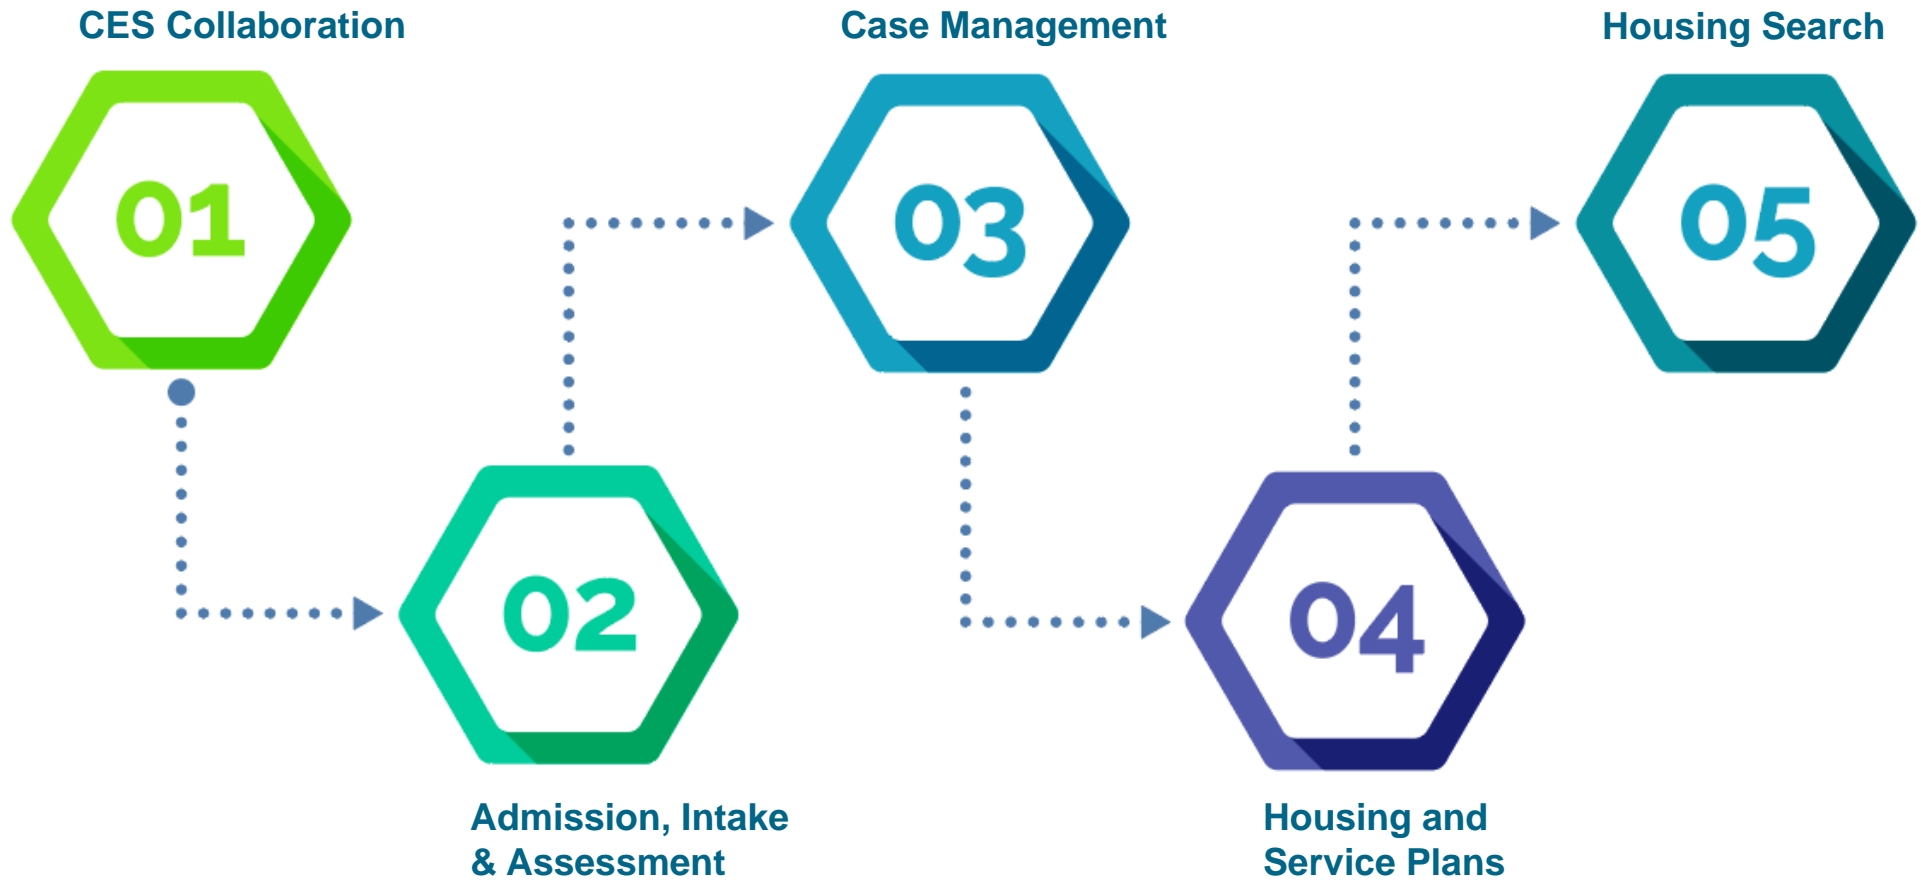 CES Collaboration
01
Admission, Intake
& Assessment
02
Case Management
03
Housing and
Service Plans
04
Housing Search
05